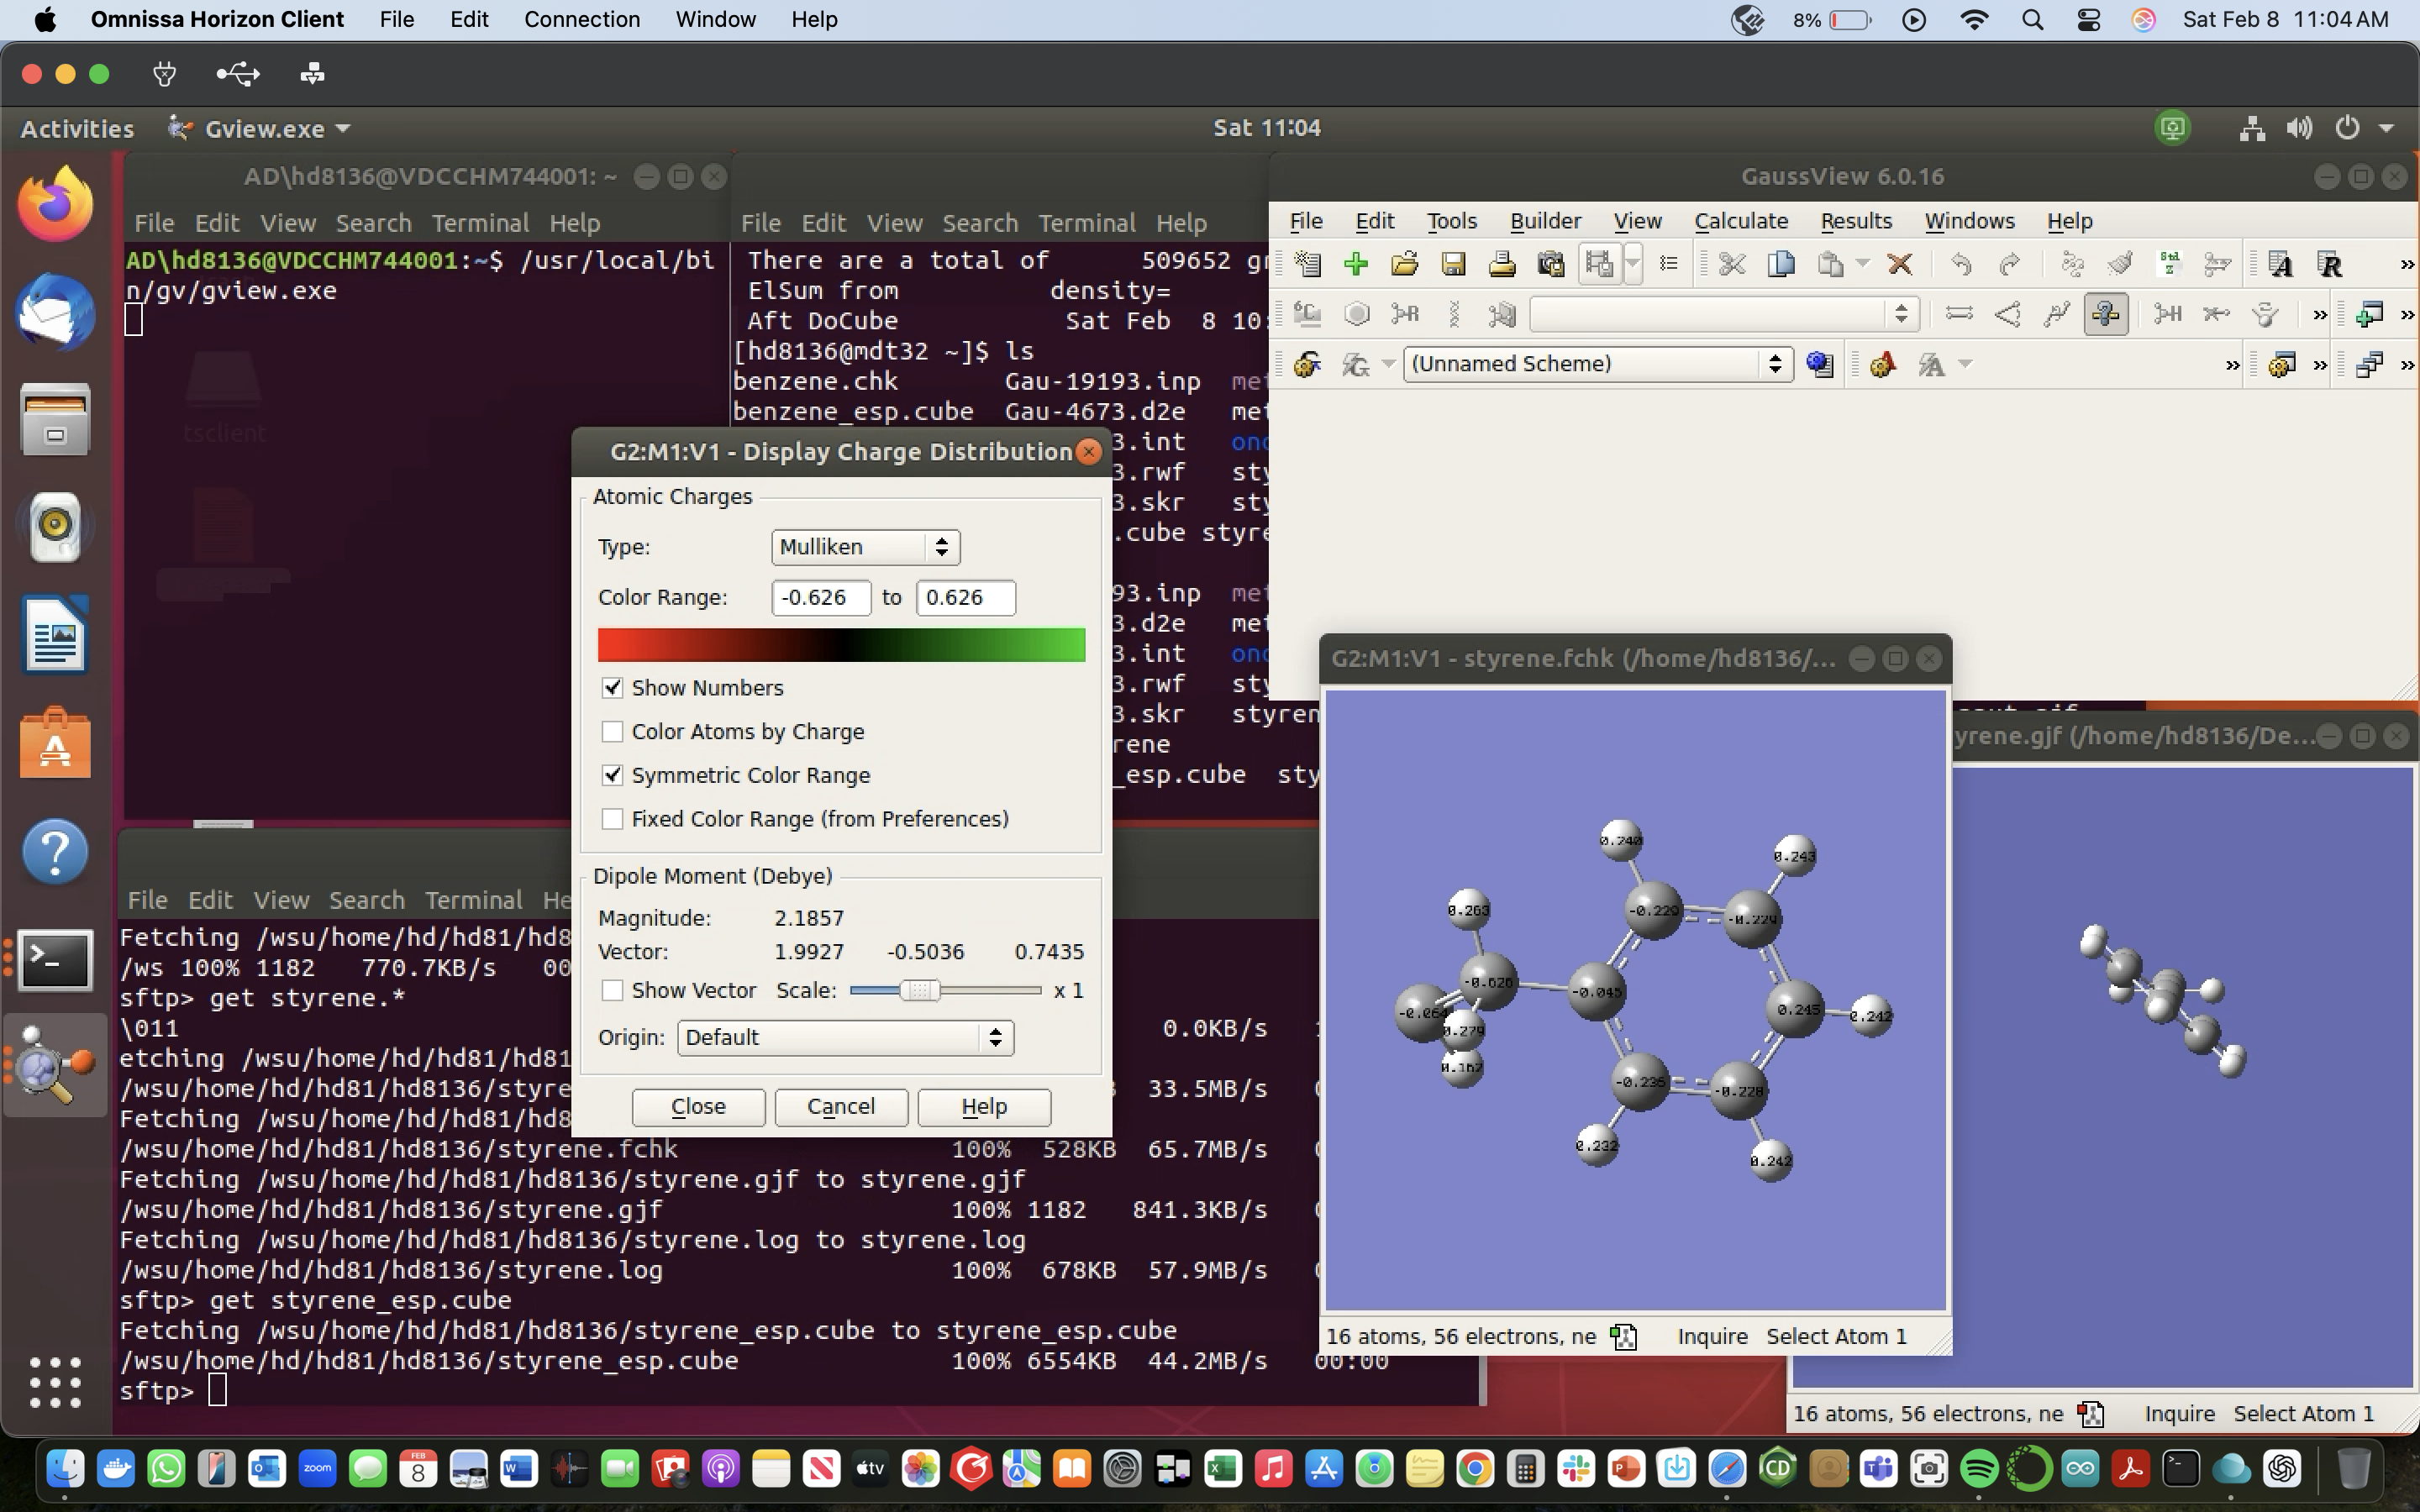 Omnissa Horizon Client File Edit Connection Window Help
8% Sat Feb 8 11:04 AM
Activities Gview.exe Sat 11:04
AD\hd8136@VDCCHM744001: ~
File Edit View Search Terminal Help
AD\hd8136@VDCCHM744001:~$ /usr/local/bi
n/gv/gview.exe
tsclient
File Edit View Search Terminal Help
There are a total of 509652 gr
ElSum from density=
Aft DoCube Sat Feb 8 10:
[hd8136@mdt32 ~]$ ls
benzene.chk Gau-19193.inp met
benzene_esp.cube Gau-4673.d2e met
3.int ono
3.rwf sty
3.skr sty
.cube styre
93.inp met
3.d2e met
3.int ono
3.rwf sty
3.skr styren
rene
_esp.cube sty
GaussView 6.0.16
File Edit Tools Builder View Calculate Results Windows Help
(Unnamed Scheme)
G2:M1:V1 - Display Charge Distribution
Atomic Charges
Type: Mulliken
Color Range: -0.626 to 0.626
Show Numbers
Color Atoms by Charge
Symmetric Color Range
Fixed Color Range (from Preferences)
Dipole Moment (Debye)
Magnitude: 2.1857
Vector: 1.9927 -0.5036 0.7435
Show Vector Scale: x 1
Origin: Default
Close Cancel Help
G2:M1:V1 - styrene.fchk (/home/hd8136/...
0.240
0.243
0.263
-0.229
-0.224
-0.626
-0.045
0.245
0.242
0.279
-0.228
0.232
0.242
16 atoms, 56 electrons, ne Inquire Select Atom 1
yrene.gjf (/home/hd8136/De...
16 atoms, 56 electrons, ne Inquire Select Atom 1
File Edit View Search Terminal He
Fetching /wsu/home/hd/hd81/hd8
/ws 100% 1182 770.7KB/s 00
sftp> get styrene.*
\011 0.0KB/s
etching /wsu/home/hd/hd81/hd81
/wsu/home/hd/hd81/hd8136/styre 33.5MB/s
Fetching /wsu/home/hd/hd81/hd8
/wsu/home/hd/hd81/hd8136/styrene.fchk 100% 528KB 65.7MB/s
Fetching /wsu/home/hd/hd81/hd8136/styrene.gjf to styrene.gjf
/wsu/home/hd/hd81/hd8136/styrene.gjf 100% 1182 841.3KB/s
Fetching /wsu/home/hd/hd81/hd8136/styrene.log to styrene.log
/wsu/home/hd/hd81/hd8136/styrene.log 100% 678KB 57.9MB/s
sftp> get styrene_esp.cube
Fetching /wsu/home/hd/hd81/hd8136/styrene_esp.cube to styrene_esp.cube
/wsu/home/hd/hd81/hd8136/styrene_esp.cube 100% 6554KB 44.2MB/s 00:00
sftp>
zoom
FEB
8
tv